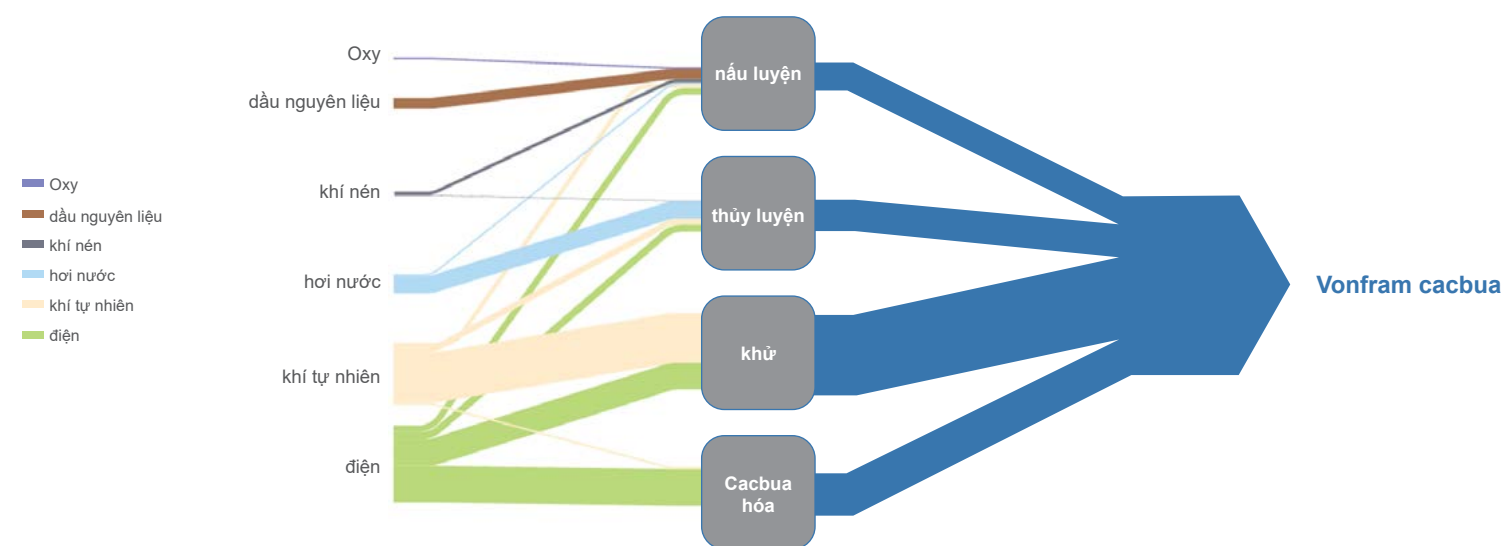 Oxy
dầu nguyên liệu
khí nén
hơi nước
khí tự nhiên
điện
Oxy
dầu nguyên liệu
khí nén
hơi nước
khí tự nhiên
điện
nấu luyện
thủy luyện
khử
Cacbua
hóa
Vonfram cacbua